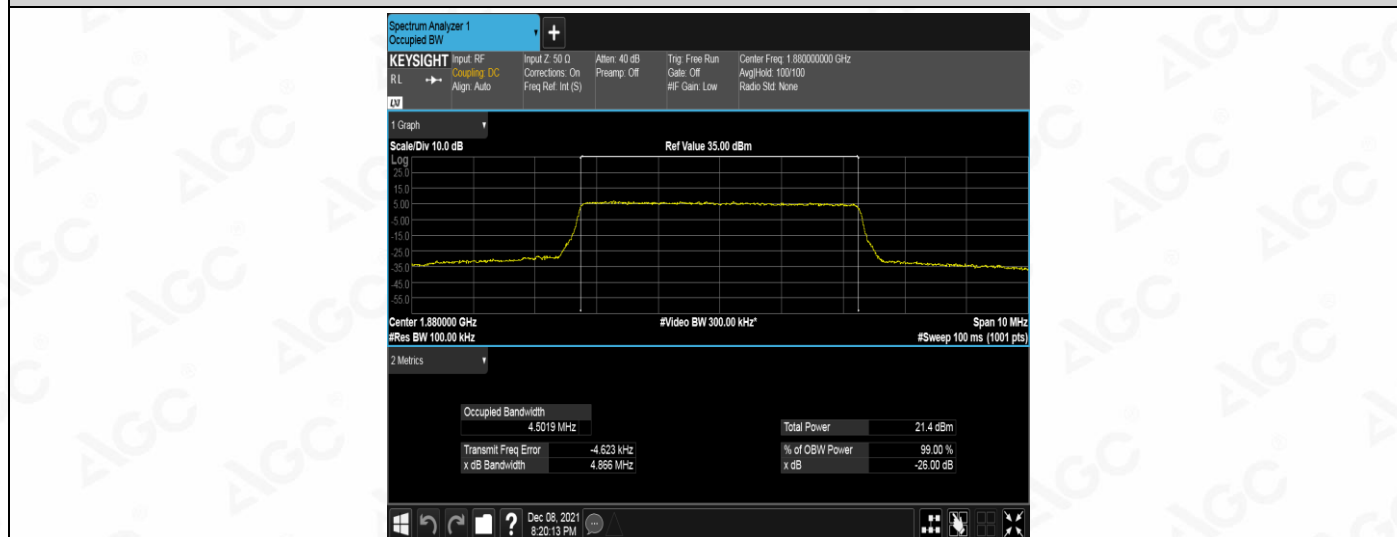 Spectrum Analyzer 1
Occupied BW
+
KEYSIGHT
RL
LXI
Input: RF
Coupling: DC
Align: Auto
Input Z: 50 Ω
Corrections: On
Freq Ref: Int (S)
Atten: 40 dB
Preamp: Off
Trig: Free Run
Gate: Off
#IF Gain: Low
Center Freq: 1.880000000 GHz
Avg|Hold: 100/100
Radio Std: None
1 Graph
Scale/Div 10.0 dB
Ref Value 35.00 dBm
Log
25.0
15.0
5.00
-5.00
-15.0
-25.0
-35.0
-45.0
-55.0
Center 1.880000 GHz
#Video BW 300.00 kHz*
Span 10 MHz
#Res BW 100.00 kHz
#Sweep 100 ms (1001 pts)
2 Metrics
Occupied Bandwidth
4.5019 MHz
Total Power 21.4 dBm
Transmit Freq Error -4.623 kHz
% of OBW Power 99.00 %
x dB Bandwidth 4.866 MHz
x dB -26.00 dB
?
Dec 08, 2021
8:20:13 PM
AGC